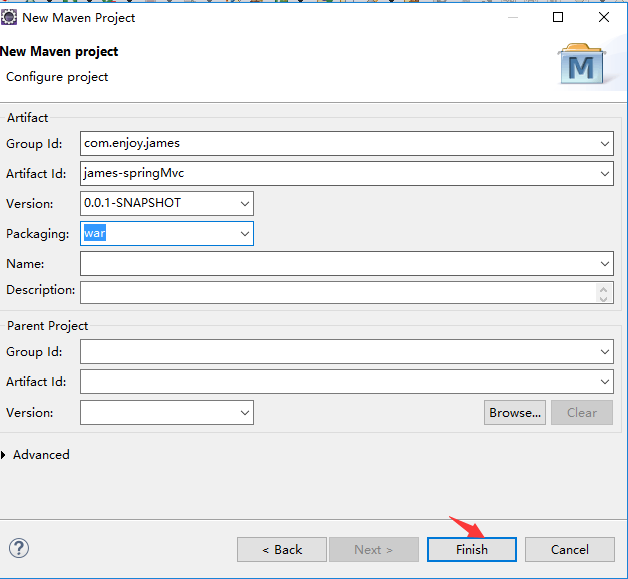 New Maven Project
New Maven project
Configure project
M
Artifact
Group Id: com.enjoy.james
Artifact Id: james-springMvc
Version: 0.0.1-SNAPSHOT
Packaging: war
Name:
Description:
Parent Project
Group Id:
Artifact Id:
Version: Browse... Clear
Advanced
? < Back Next > Finish Cancel